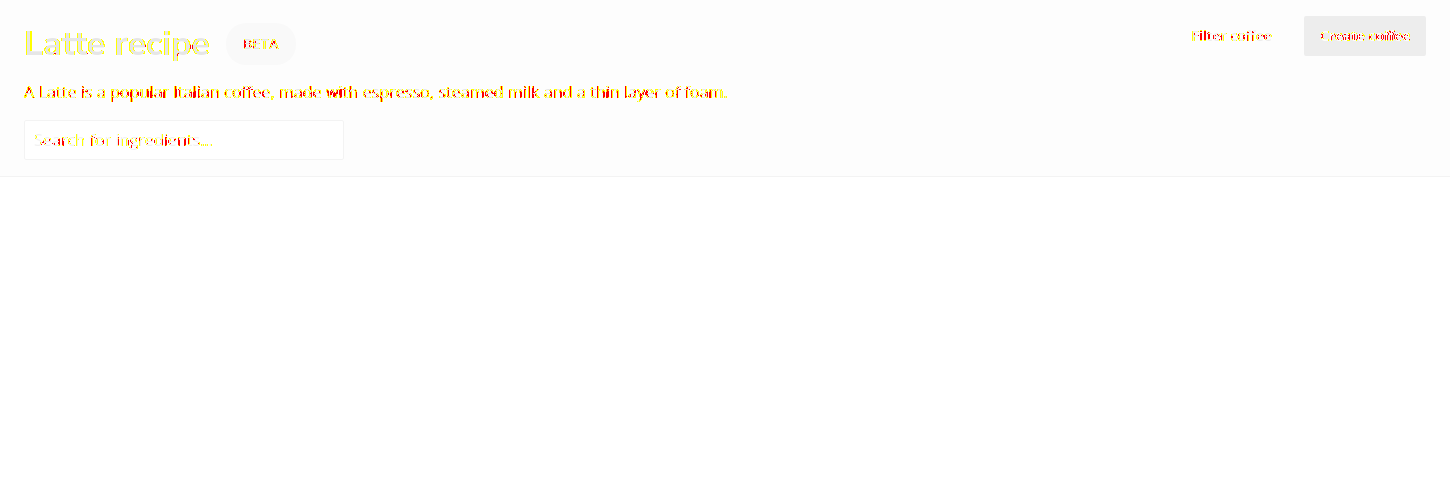 Latte recipe BETA
Filter coffee Create coffee
A Latte is a popular Italian coffee, made with espresso, steamed milk and a thin layer of foam.
Search for ingredients...